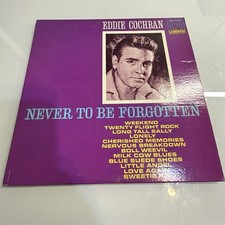 EDDIE COCHRAN
NEVER TO BE FORGOTTEN
WEEKEND
TWENTY FLIGHT ROCK
LONG TALL SALLY
LONELY
CHERISHED MEMORIES
NERVOUS BREAKDOWN
BOLL WEEVIL
MILK COW BLUES
BLUE SUEDE SHOES
LITTLE ANGEL
LOVE AGAIN
SWEETIE